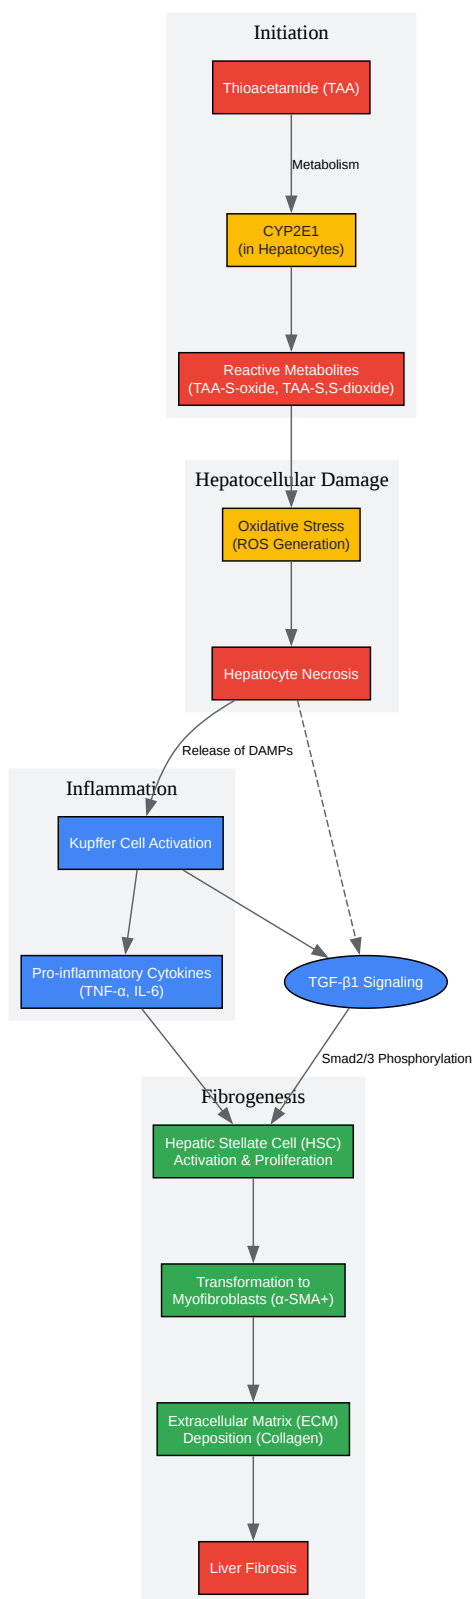 Initiation
Thioacetamide (TAA)
Metabolism
CYP2E1
(in Hepatocytes)
Reactive Metabolites
(TAA-S-oxide, TAA-S,S-dioxide)
Hepatocellular Damage
Oxidative Stress
(ROS Generation)
Hepatocyte Necrosis
Release of DAMPs
Inflammation
Kupffer Cell Activation
Pro-inflammatory Cytokines
(TNF-α, IL-6)
TGF-β1 Signaling
Smad2/3 Phosphorylation
Fibrogenesis
Hepatic Stellate Cell (HSC)
Activation & Proliferation
Transformation to
Myofibroblasts (α-SMA+)
Extracellular Matrix (ECM)
Deposition (Collagen)
Liver Fibrosis